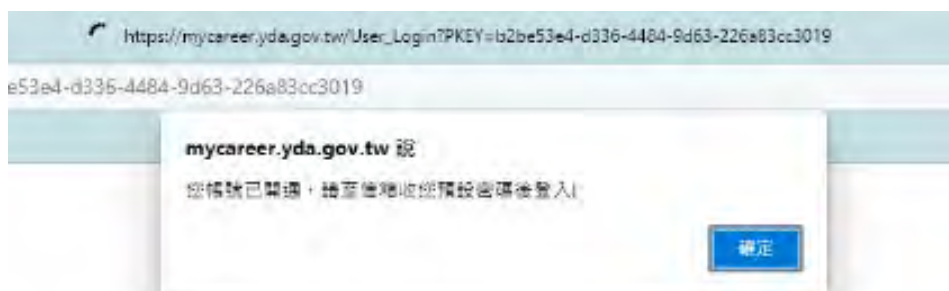 https://mycareer.yda.gov.tw/User_Login?PKEY=b2be53e4-d336-4484-9d63-226a83cc3019
e53e4-d336-4484-9d63-226a83cc3019
mycareer.yda.gov.tw 說
您帳號已開通，請至信箱收您預設密碼後登入!
確定